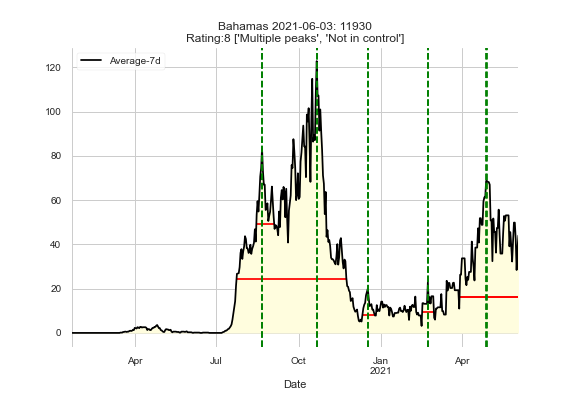 Bahamas 2021-06-03: 11930
Rating:8 ['Multiple peaks', 'Not in control']
Average-7d
120
100
80
60
40
20
0
Apr Jul Oct Jan Apr
2021
Date